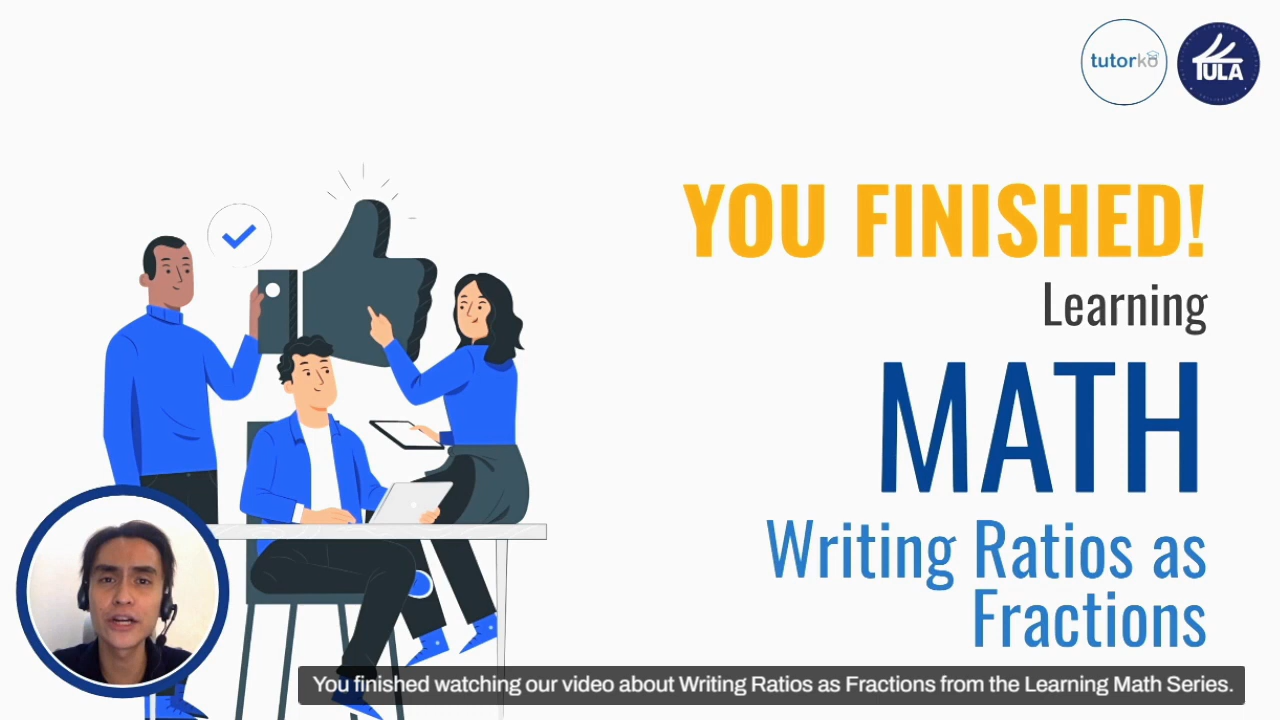 tutorko
TULA
YOU FINISHED!
Learning
MATH
Writing Ratios as
Fractions
You finished watching our video about Writing Ratios as Fractions from the Learning Math Series.